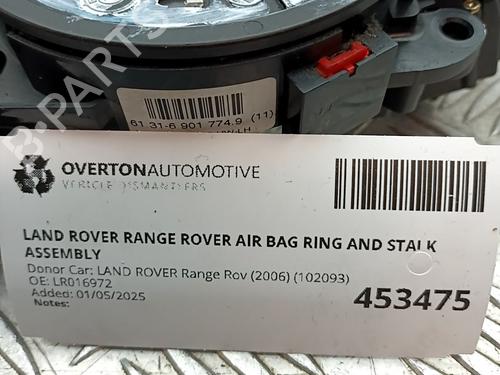 61 31-6 901 774.9 (11)
OVERTONAUTOMOTIVE
VEHICLE DISMANTLERS
LAND ROVER RANGE ROVER AIR BAG RING AND STALK
ASSEMBLY
Donor Car: LAND ROVER Range Rov (2006) (102093)
OE: LR016972
Added: 01/05/2025
Notes:
453475
B-Parts